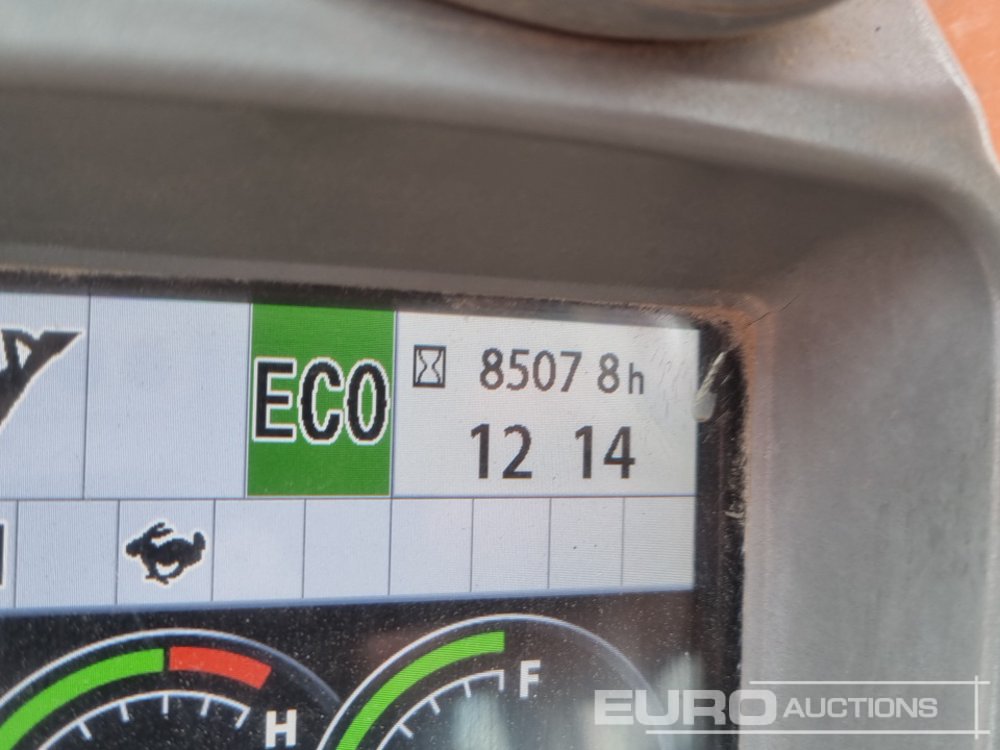 ECO
8507 8h
12 14
H
F
EURO AUCTIONS